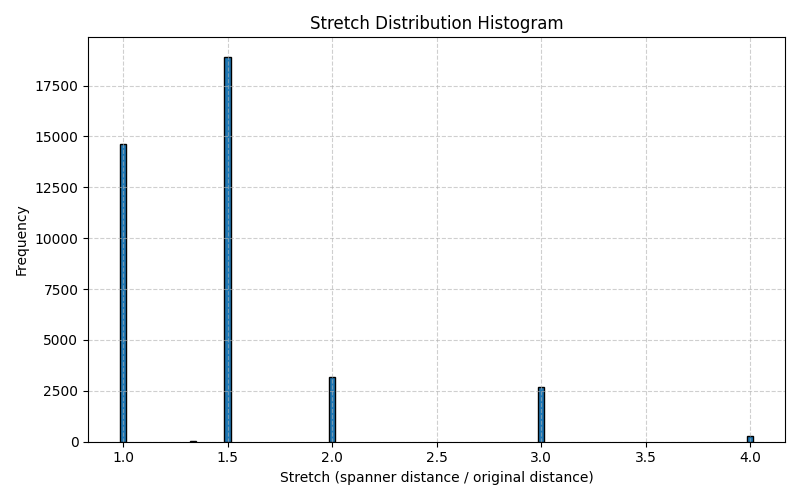 Stretch Distribution Histogram
Frequency
17500
15000
12500
10000
7500
5000
2500
0
1.0 1.5 2.0 2.5 3.0 3.5 4.0
Stretch (spanner distance / original distance)